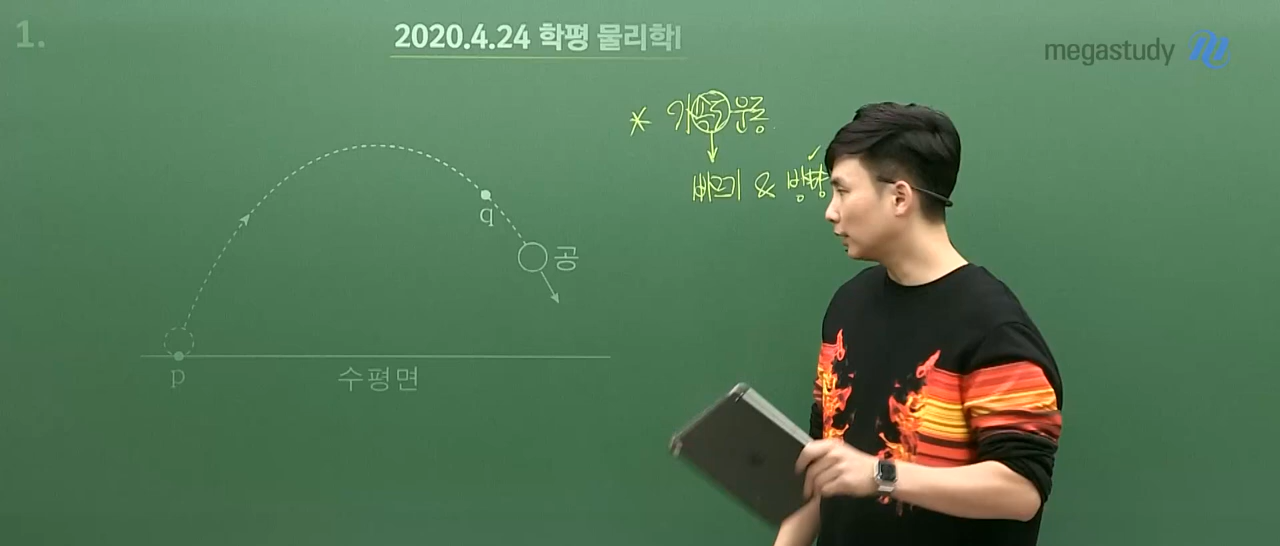 1.
2020.4.24 학평 물리학I
megastudy
* 가속도 운동
빠르기 & 방향
q
공
p
수평면